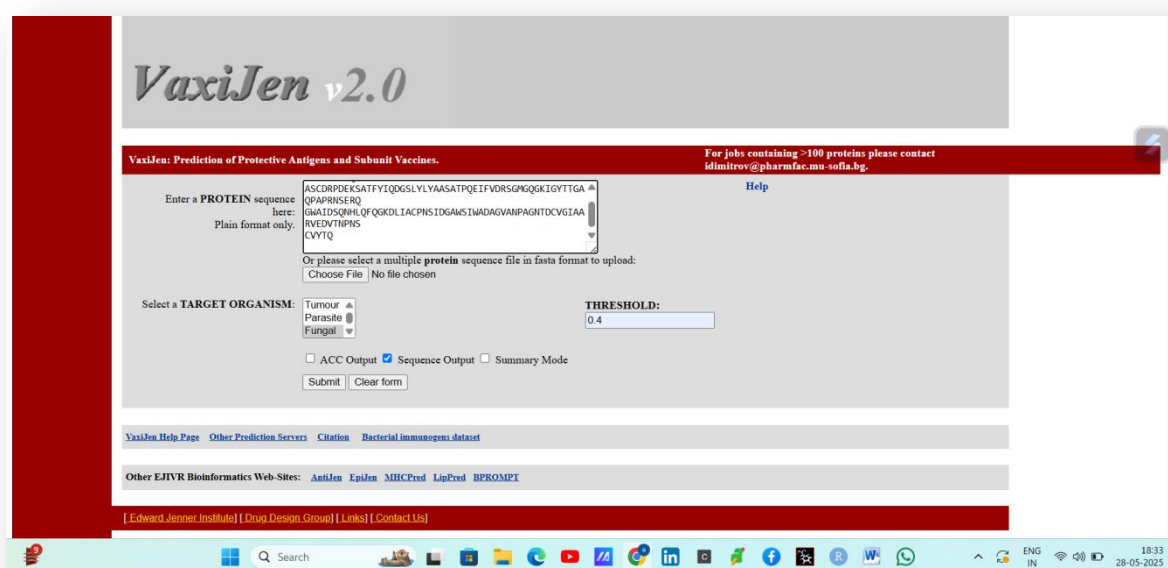 VaxiJen v2.0
VaxiJen: Prediction of Protective Antigens and Subunit Vaccines.
For jobs containing >100 proteins please contact
idimitrov@pharmfac.mu-sofia.bg.
Enter a PROTEIN sequence
here:
Plain format only.
ASCDRPDEKSATFYIQDGSLYLYAASATPQEIFVDRSGMGQGKIGYTTGA
QPAPRNSERQ
GWAIDSQNHLQFQGKDLIACPNSIDGAWSIWADAGVANPAGNTDCVGIAA
RVEDVTNPNS
CVYTQ
Help
Or please select a multiple protein sequence file in fasta format to upload:
Choose File No file chosen
Select a TARGET ORGANISM:
Tumour
Parasite
Fungal
THRESHOLD:
0.4
ACC Output Sequence Output Summary Mode
Submit Clear form
VaxiJen Help Page Other Prediction Servers Citation Bacterial immunogens dataset
Other EJIVR Bioinformatics Web-Sites: AntiJen EpiJen MHCPred LipPred BPROMPT
[ Edward Jenner Institute] [ Drug Design Group] [ Links] [ Contact Us]
9
Search
ENG
IN
18:33
28-05-2025